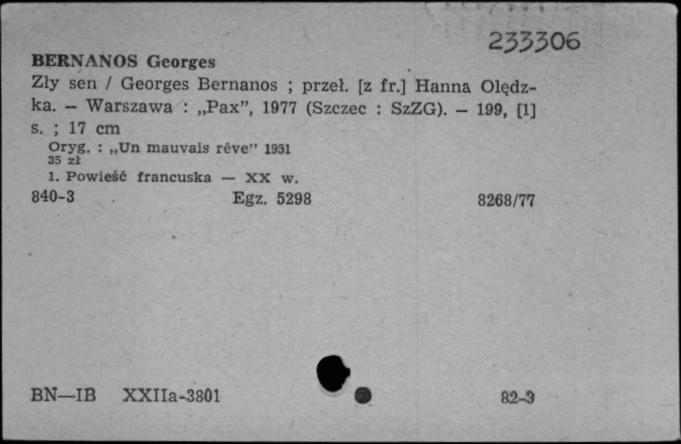 233306
BERNANOS Georges
Zły sen / Georges Bernanos ; przeł. [z fr.] Hanna Olędz-
ka. — Warszawa : „Pax”, 1977 (Szczec : SzZG). — 199, [1]
s. ; 17 cm
Oryg. : „Un mauvais rêve” 1951
35 zł
1. Powieść francuska — XX w.
840-3 Egz. 5298 8268/77
BN—IB XXIIa-3801 82-3